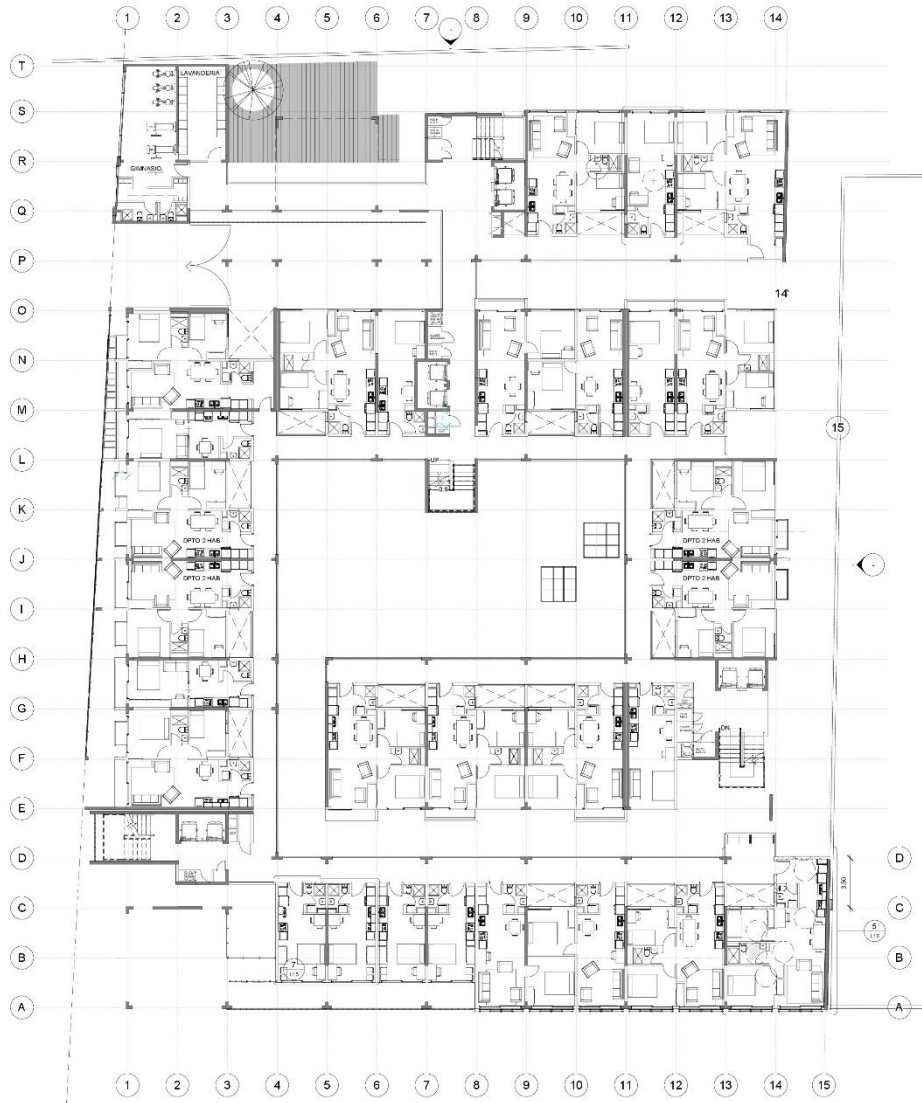 1 2 3 4 5 6 7 8 9 10 11 12 13 14
T
LAVANDERIA
S
R
GIMNASIO
Q
P
O
14'
N
M
15
L
UP
K
DPTO 2 HAB
DPTO 2 HAB
J
DPTO 2 HAB
DPTO 2 HAB
I
H
G
DN
F
E
D
D
3,50
C
C
5
B
B
7
A
A
1 2 3 4 5 6 7 8 9 10 11 12 13 14 15